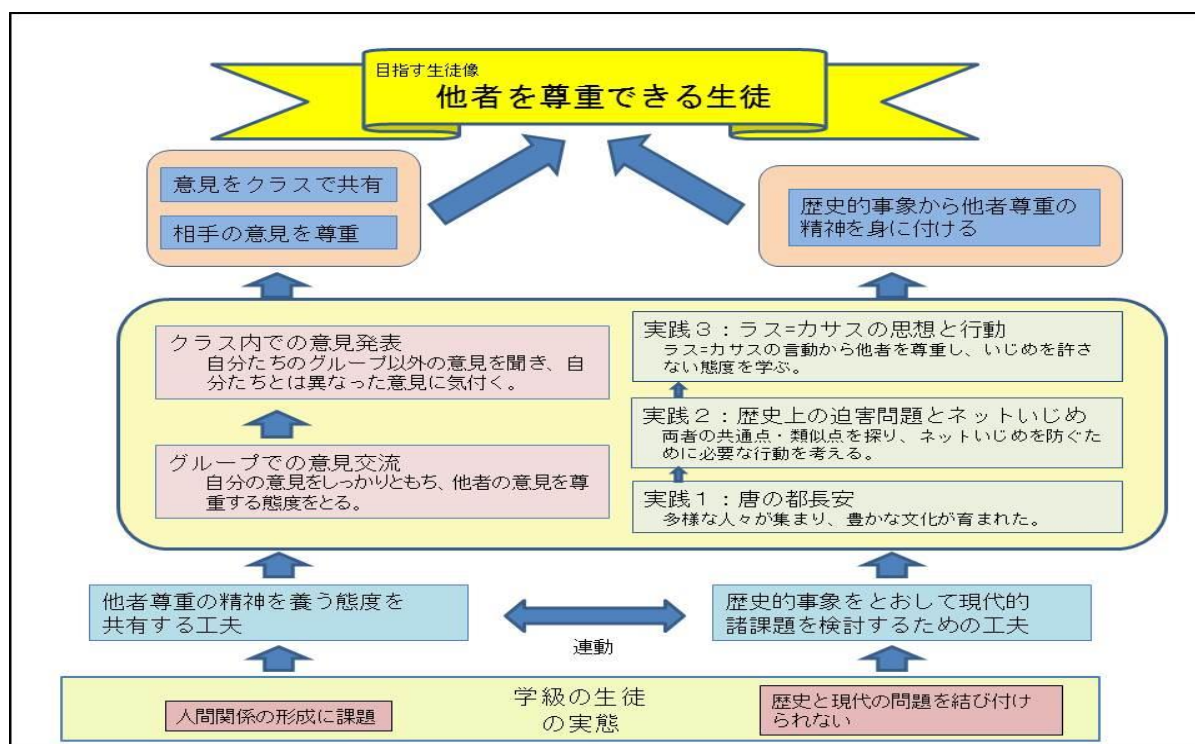 目指す生徒像
他者を尊重できる生徒
意見をクラスで共有
相手の意見を尊重
歴史的事象から他者尊重の
精神を身に付ける
クラス内での意見発表
自分たちのグループ以外の意見を聞き、自
分たちとは異なった意見に気付く。
グループでの意見交流
自分の意見をしっかりともち、他者の意見を尊
重する態度をとる。
実践3：ラス=カサスの思想と行動
ラス=カサスの言動から他者を尊重し、いじめを許さ
ない態度を学ぶ。
実践2：歴史上の迫害問題とネットいじめ
両者の共通点・類似点を探り、ネットいじめを防ぐた
めに必要な行動を考える。
実践1：唐の都長安
多様な人々が集まり、豊かな文化が育まれた。
他者尊重の精神を養う態度を
共有する工夫
連動
歴史的事象をとおして現代的
諸課題を検討するための工夫
人間関係の形成に課題
学級の生徒
の実態
歴史と現代の問題を結び付け
られない